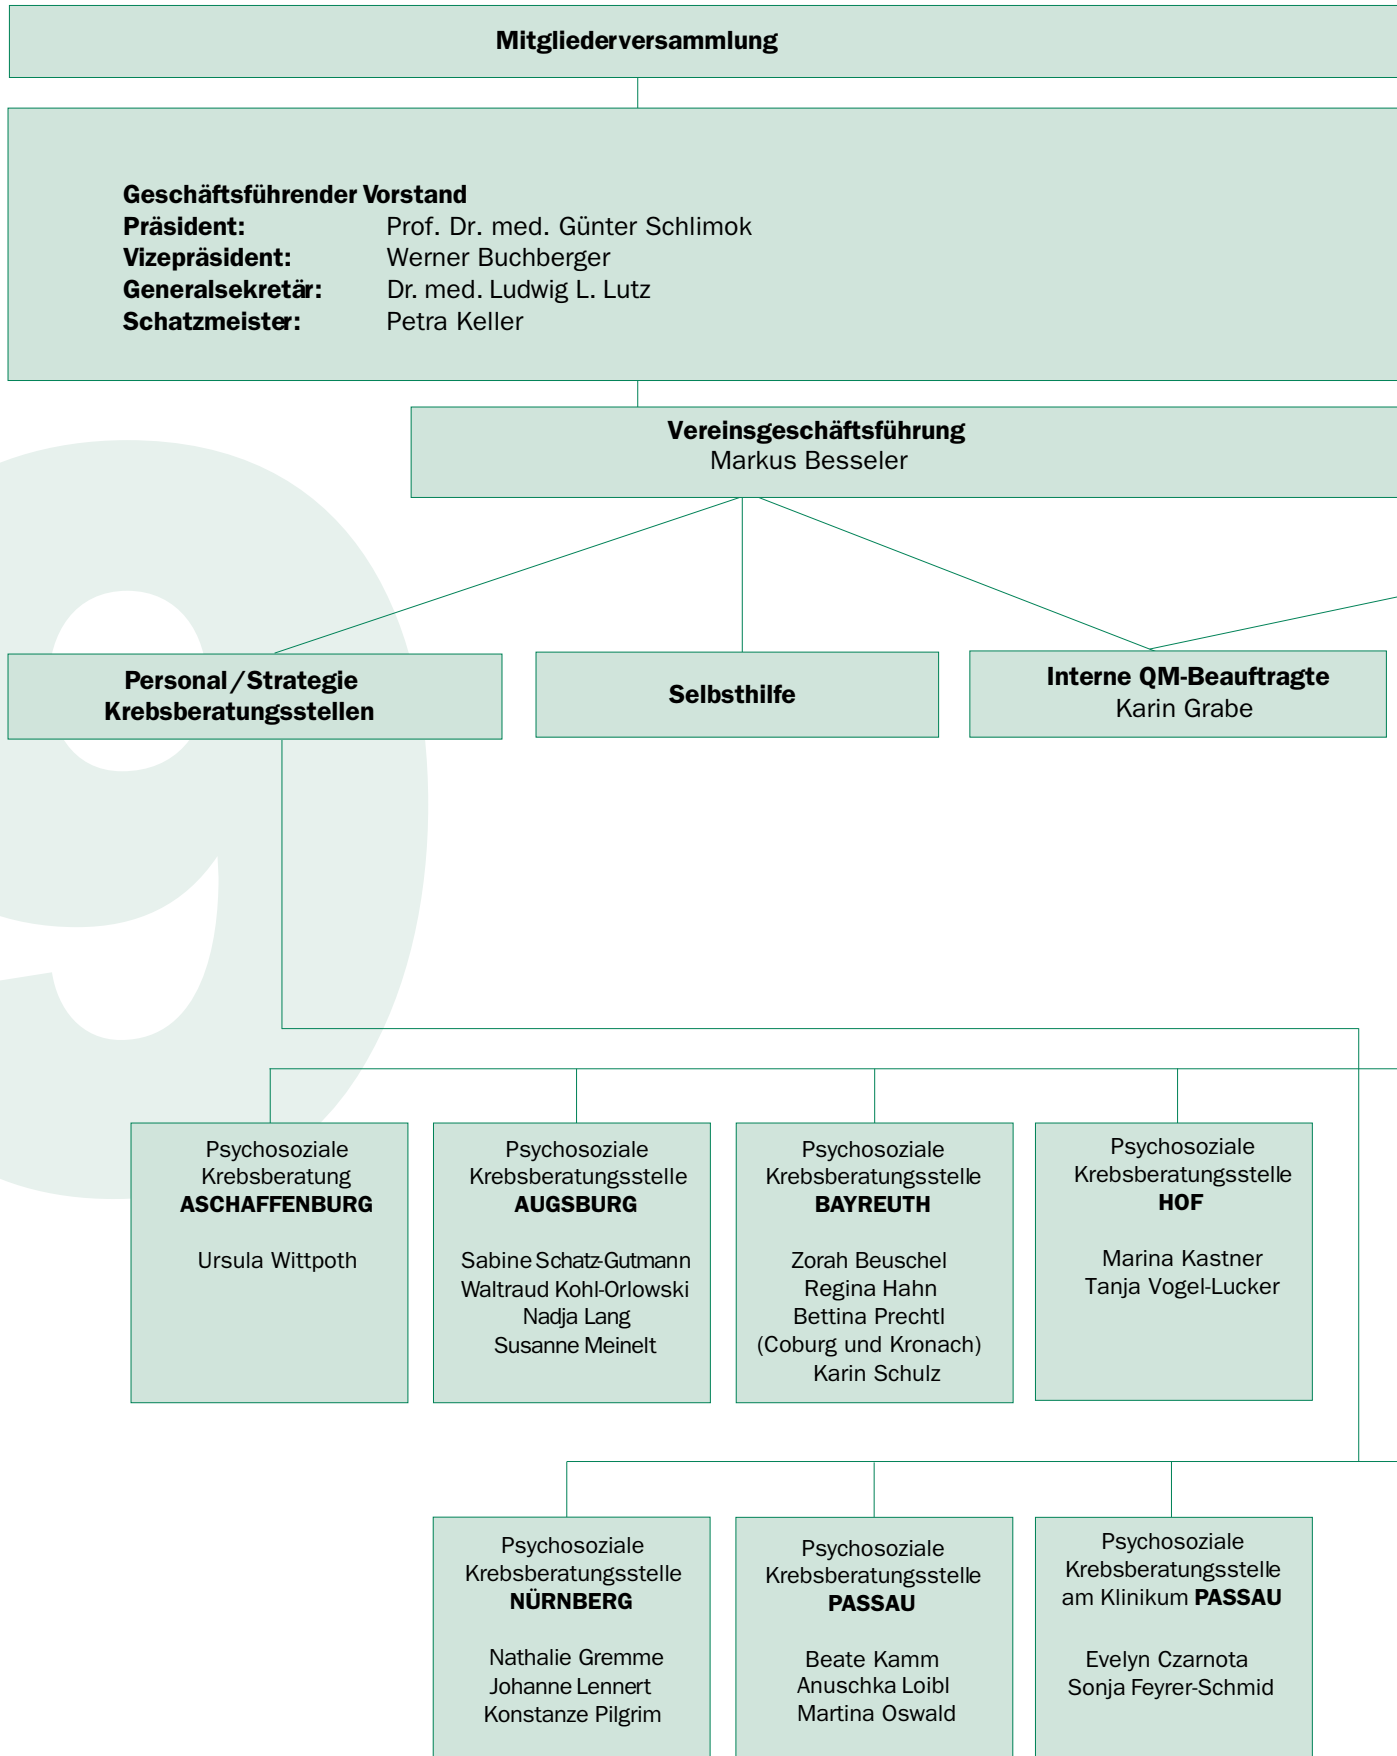 Mitgliederversammlung
Geschäftsführender Vorstand
Präsident: Prof. Dr. med. Günter Schlimok
Vizepräsident: Werner Buchberger
Generalsekretär: Dr. med. Ludwig L. Lutz
Schatzmeister: Petra Keller
Vereinsgeschäftsführung
Markus Besseler
Personal/Strategie
Krebsberatungsstellen
Selbsthilfe
Interne QM-Beauftragte
Karin Grabe
Psychosoziale
Krebsberatung
ASCHAFFENBURG
Ursula Wittpoth
Psychosoziale
Krebsberatungsstelle
AUGSBURG
Sabine Schatz-Gutmann
Waltraud Kohl-Orlowski
Nadja Lang
Susanne Meinelt
Psychosoziale
Krebsberatungsstelle
BAYREUTH
Zorah Beuschel
Regina Hahn
Bettina Prechtl
(Coburg und Kronach)
Karin Schulz
Psychosoziale
Krebsberatungsstelle
HOF
Marina Kastner
Tanja Vogel-Lucker
Psychosoziale
Krebsberatungsstelle
NÜRNBERG
Nathalie Gremme
Johanne Lennert
Konstanze Pilgrim
Psychosoziale
Krebsberatungsstelle
PASSAU
Beate Kamm
Anuschka Loibl
Martina Oswald
Psychosoziale
Krebsberatungsstelle
am Klinikum PASSAU
Evelyn Czarnota
Sonja Feyrer-Schmid
9